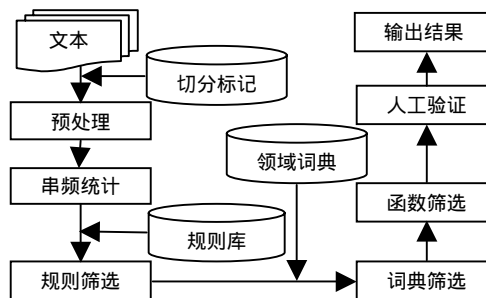 文本
切分标记
预处理
串频统计
规则库
规则筛选
领域词典
输出结果
人工验证
函数筛选
词典筛选